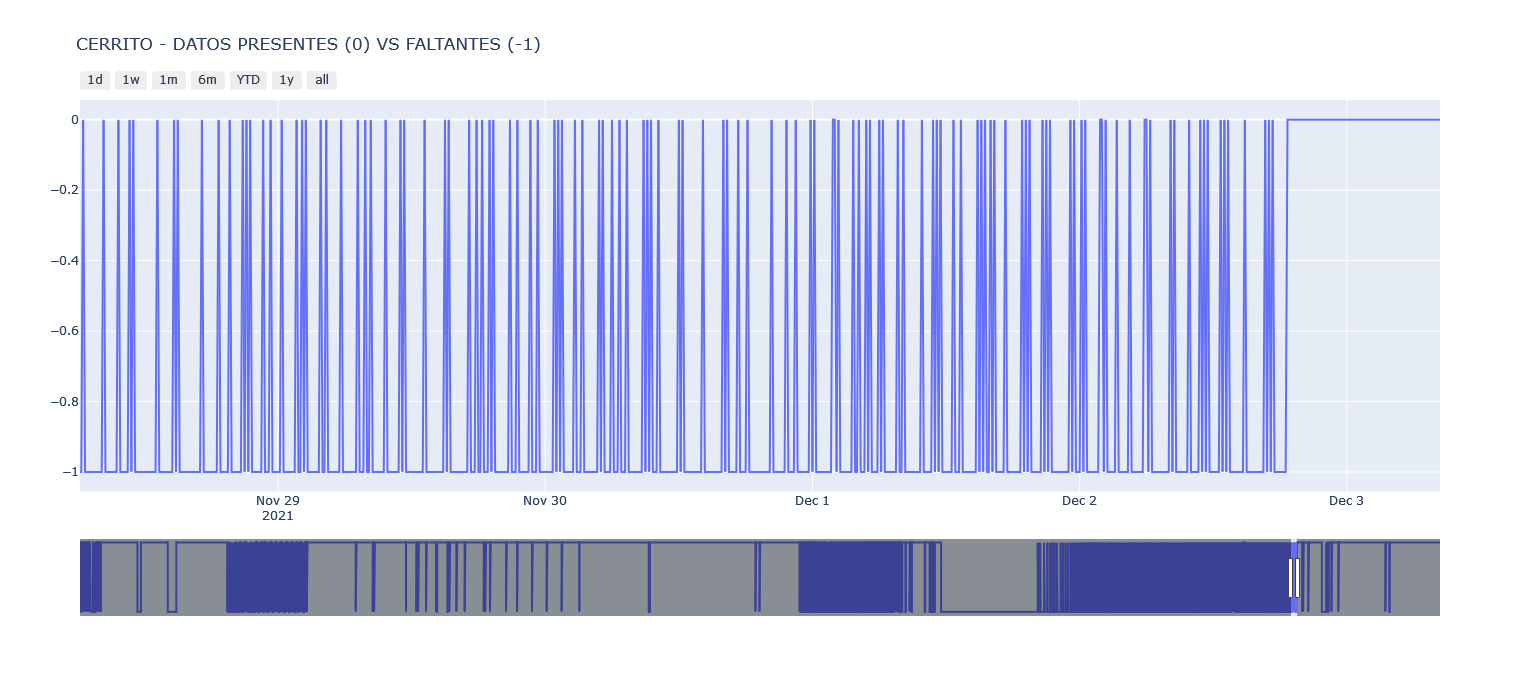 CERRITO - DATOS PRESENTES (0) VS FALTANTES (-1)
1d 1w 1m 6m YTD 1y all
0
−0.2
−0.4
−0.6
−0.8
−1
Nov 29 Nov 30 Dec 1 Dec 2 Dec 3
2021